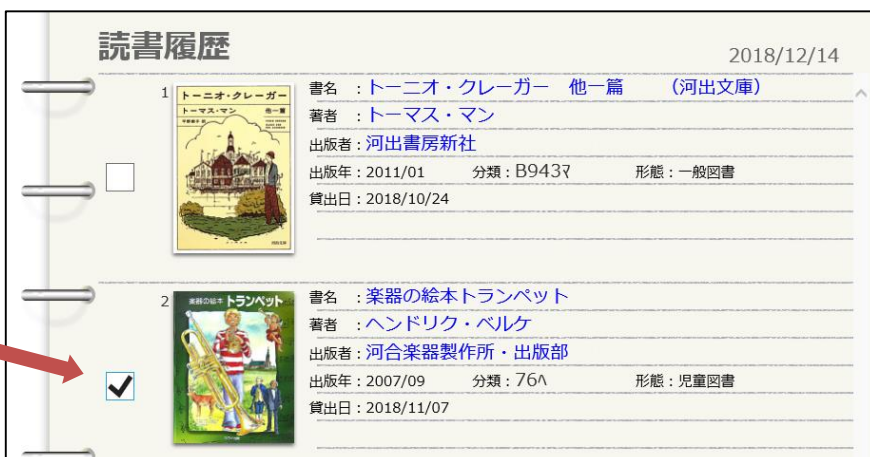 読書履歴
2018/12/14
1
トーニオ・クレーガー
トーマス・マン 他一篇
書名 :トーニオ・クレーガー 他一篇 (河出文庫)
著者 :トーマス・マン
出版者:河出書房新社
出版年:2011/01 分類:B943ﾏ 形態:一般図書
貸出日:2018/10/24
2
楽器の絵本 トランペット
書名 :楽器の絵本トランペット
著者 :ヘンドリク・ベルケ
出版者:河合楽器製作所・出版部
出版年:2007/09 分類:76ﾍ 形態:児童図書
貸出日:2018/11/07